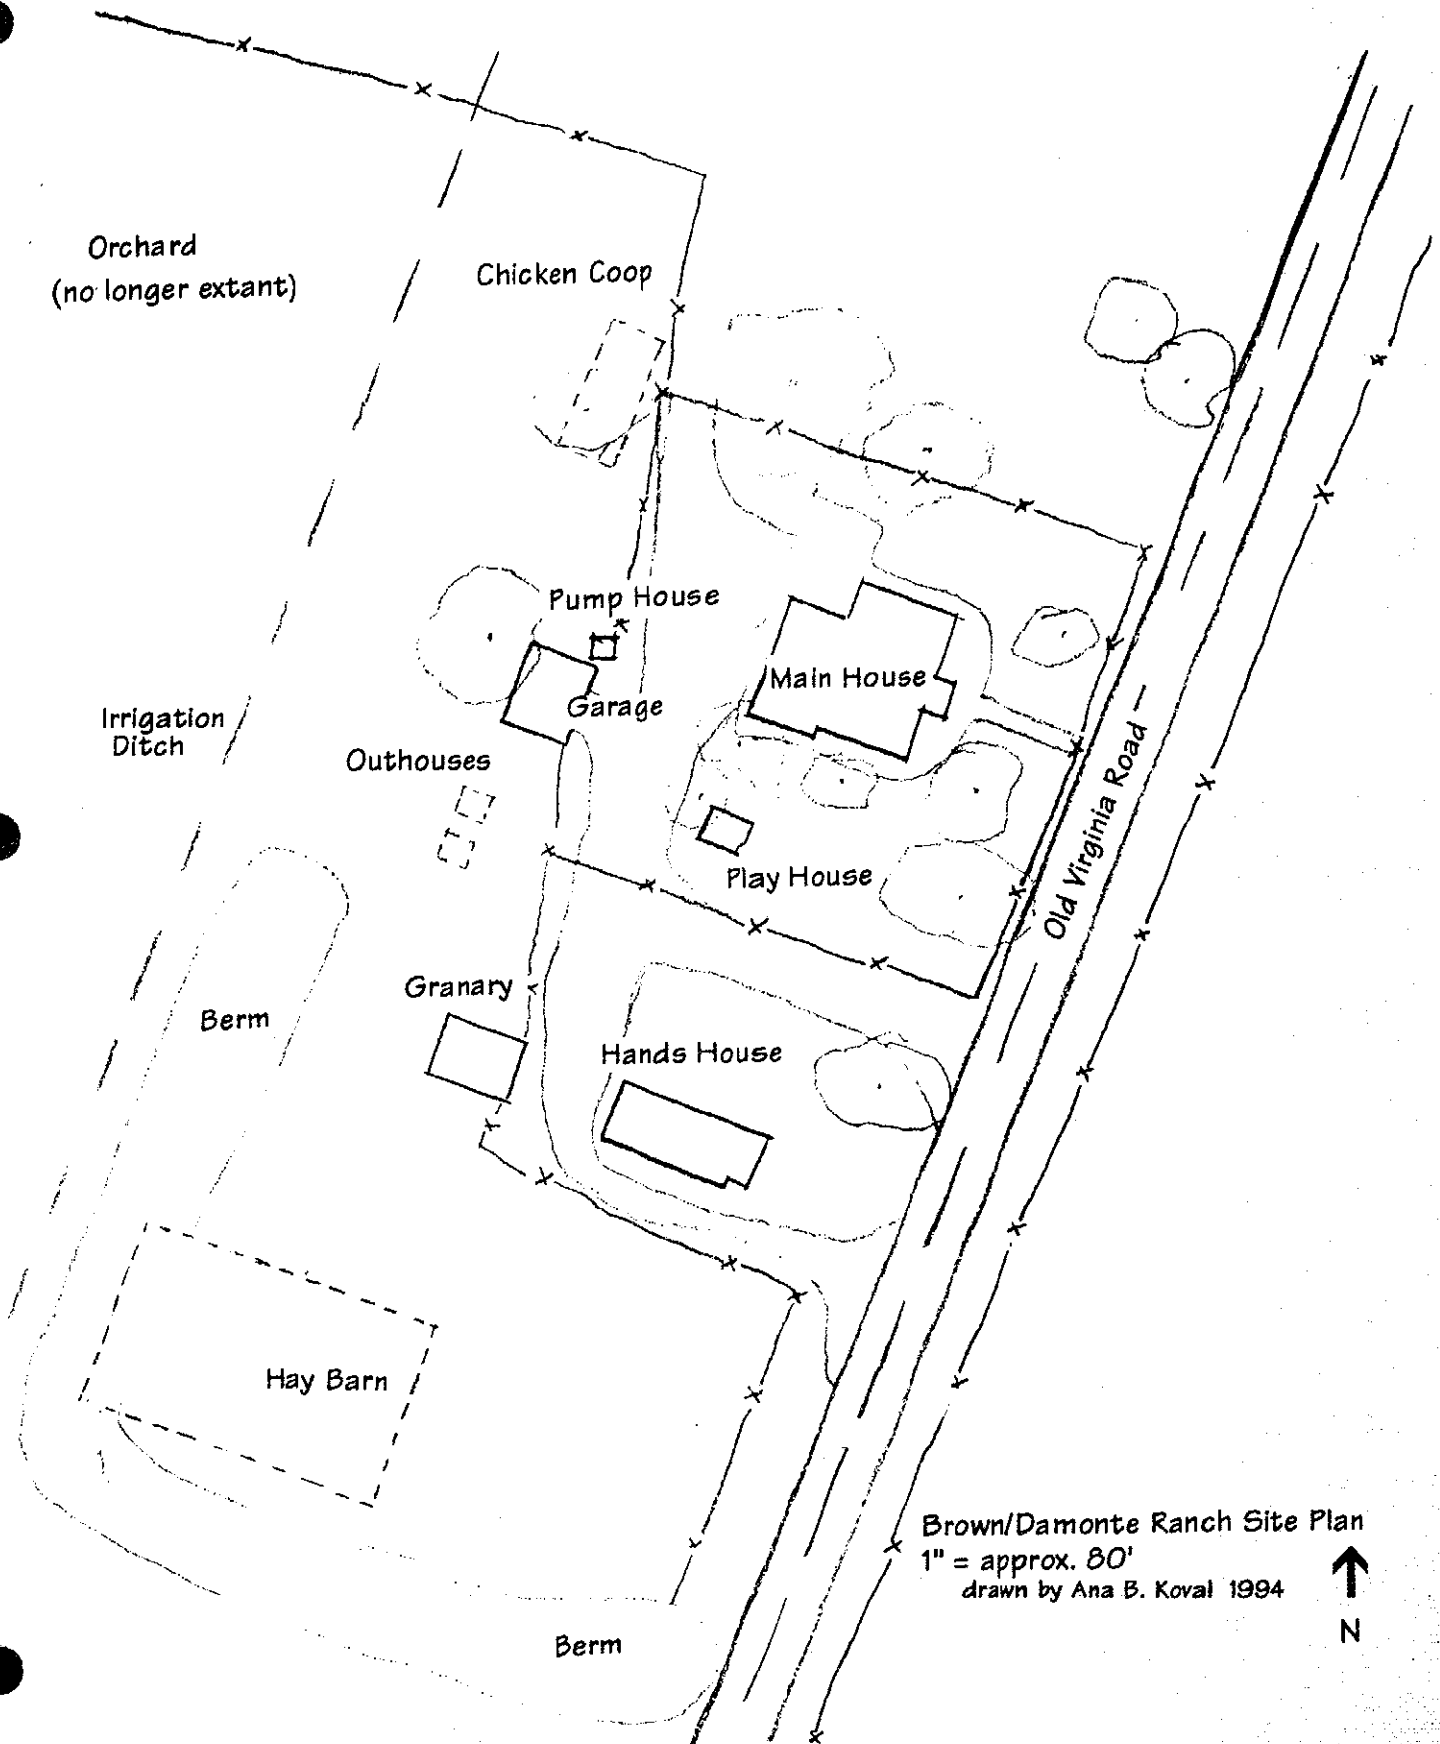 Orchard
(no longer extant)
Chicken Coop
Pump House
Main House
Garage
Irrigation
Ditch
Outhouses
Old Virginia Road
Play House
Granary
Berm
Hands House
Hay Barn
Brown/Damonte Ranch Site Plan
1" = approx. 80'
drawn by Ana B. Koval 1994
N
Berm